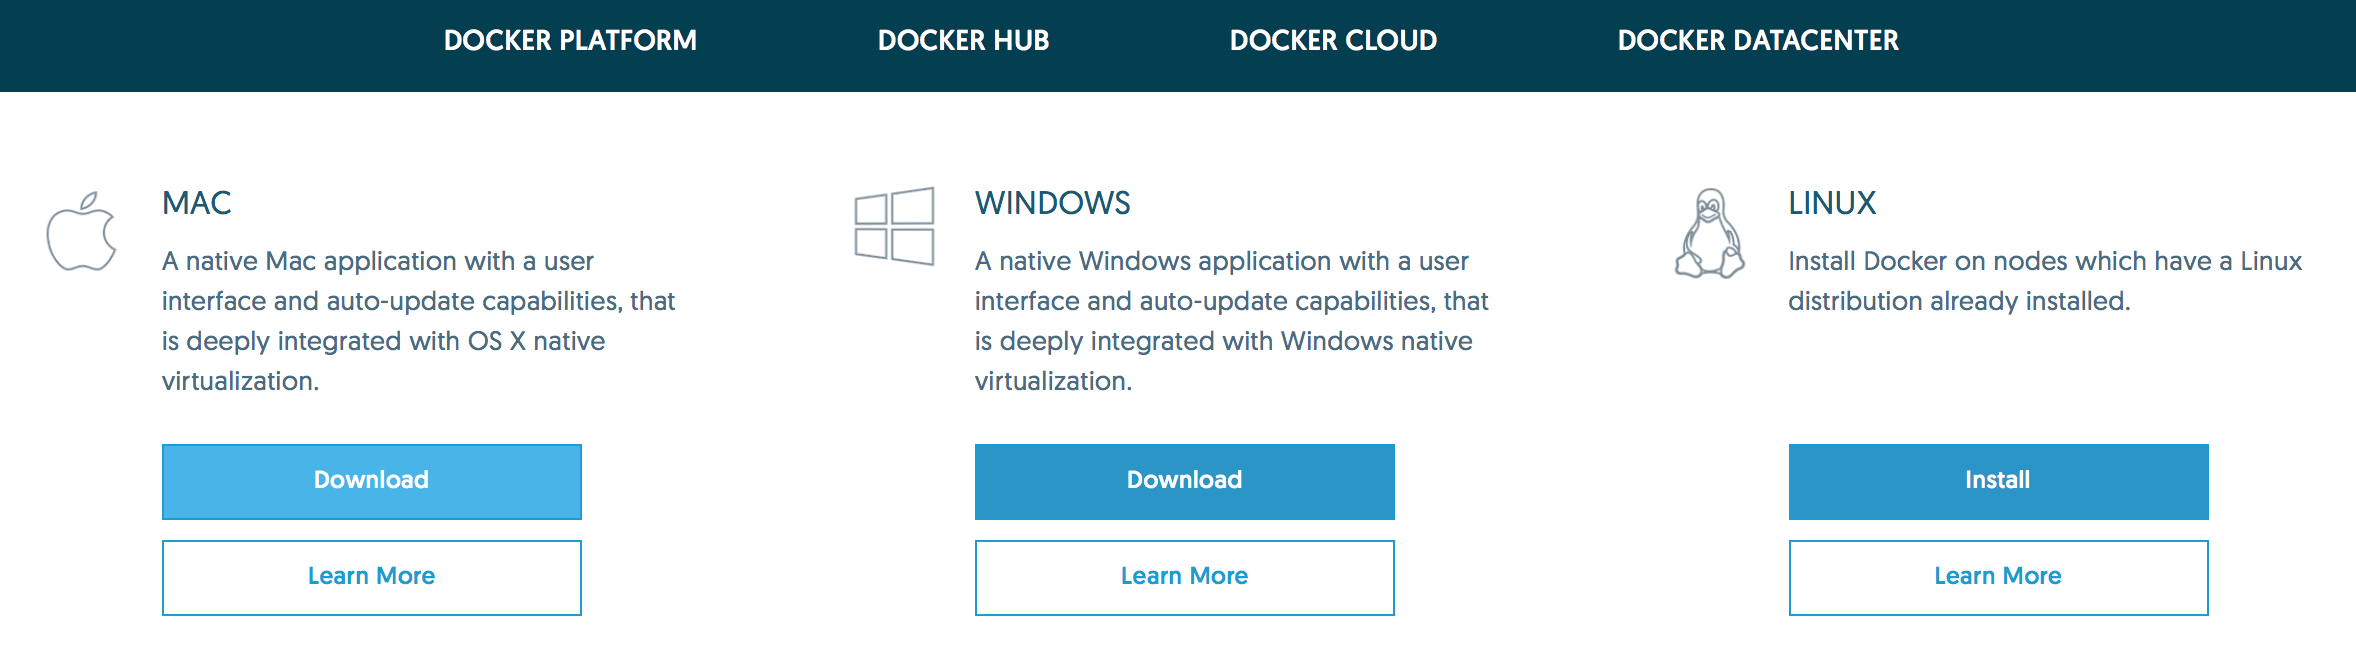 DOCKER PLATFORM DOCKER HUB DOCKER CLOUD DOCKER DATACENTER
MAC
A native Mac application with a user
interface and auto-update capabilities, that
is deeply integrated with OS X native
virtualization.
Download
Learn More
WINDOWS
A native Windows application with a user
interface and auto-update capabilities, that
is deeply integrated with Windows native
virtualization.
Download
Learn More
LINUX
Install Docker on nodes which have a Linux
distribution already installed.
Install
Learn More